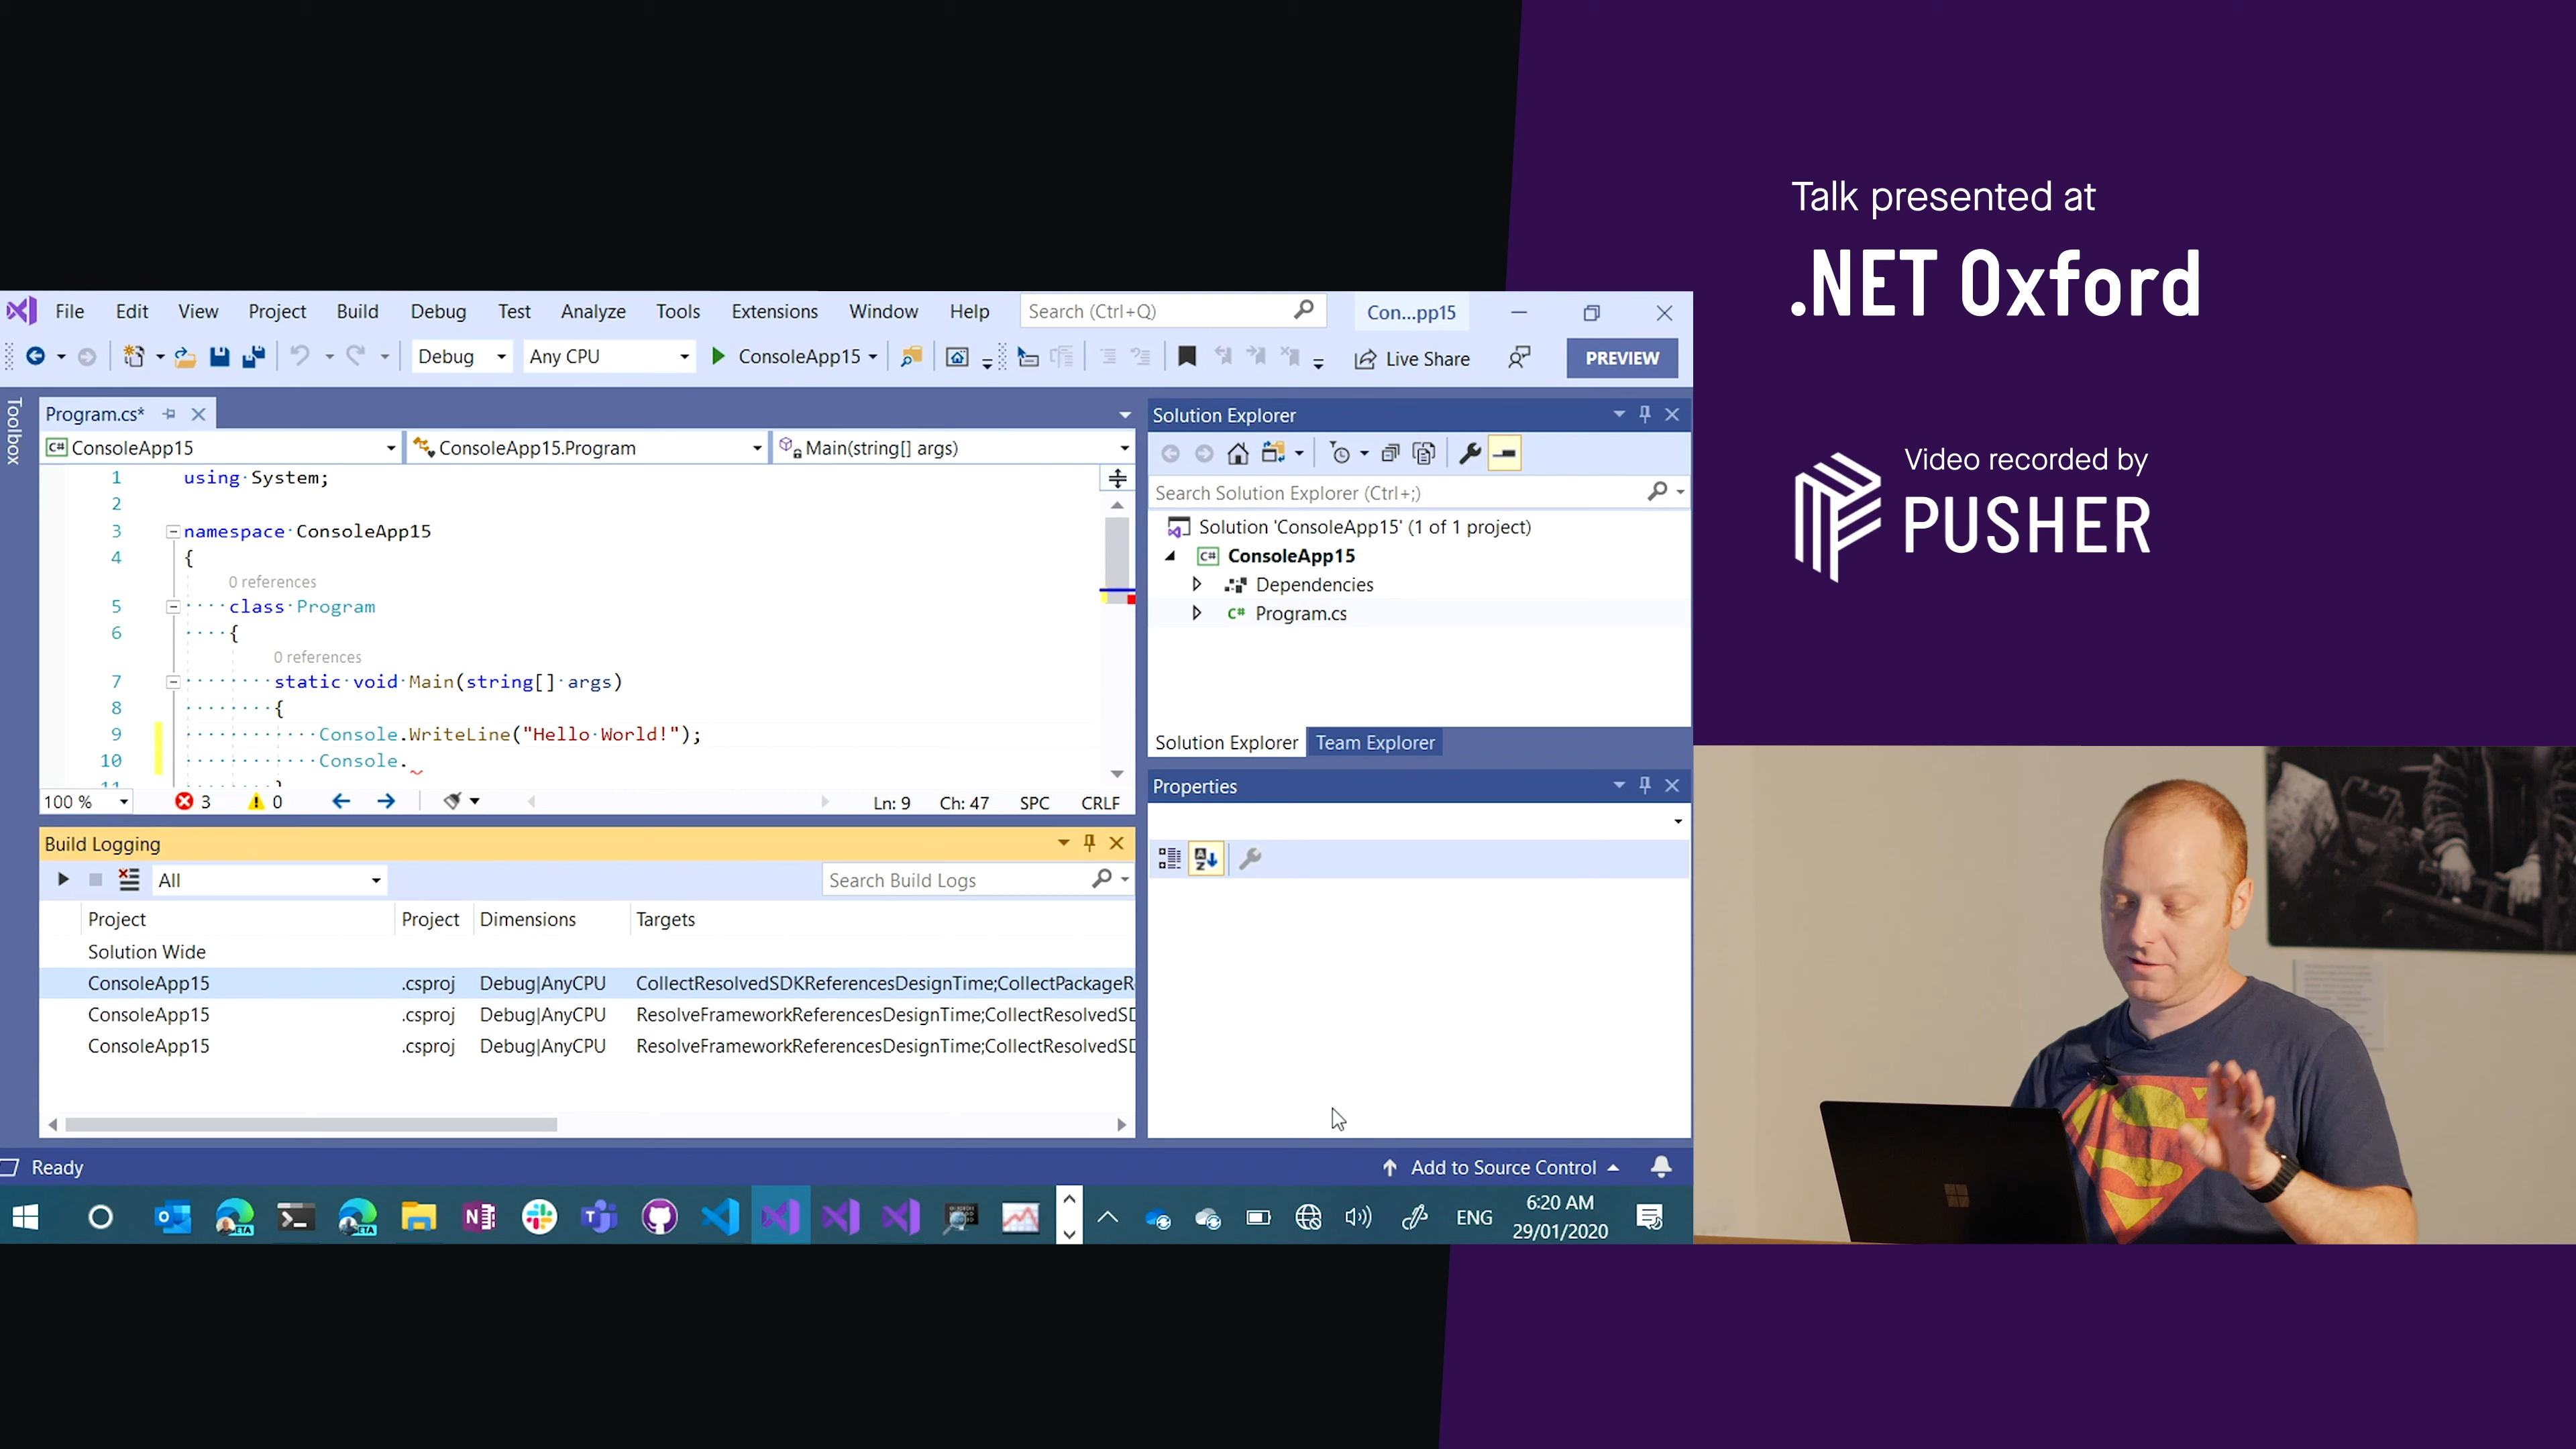 Talk presented at
.NET Oxford
Video recorded by
PUSHER
File Edit View Project Build Debug Test Analyze Tools Extensions Window Help Search (Ctrl+Q) Con...pp15
Debug Any CPU ConsoleApp15 Live Share PREVIEW
Toolbox
Program.cs*
ConsoleApp15 ConsoleApp15.Program Main(string[] args)
1 using System;
2
3 namespace ConsoleApp15
4 {
0 references
5 class Program
6 {
0 references
7 static void Main(string[] args)
8 {
9 Console.WriteLine("Hello World!");
10 Console.
100 % 3 0 Ln: 9 Ch: 47 SPC CRLF
Build Logging
All Search Build Logs
Project Project Dimensions Targets
Solution Wide
ConsoleApp15 .csproj Debug|AnyCPU CollectResolvedSDKReferencesDesignTime;CollectPackageR
ConsoleApp15 .csproj Debug|AnyCPU ResolveFrameworkReferencesDesignTime;CollectResolvedSD
ConsoleApp15 .csproj Debug|AnyCPU ResolveFrameworkReferencesDesignTime;CollectResolvedSD
Solution Explorer
Search Solution Explorer (Ctrl+;)
Solution 'ConsoleApp15' (1 of 1 project)
C# ConsoleApp15
Dependencies
C# Program.cs
Solution Explorer Team Explorer
Properties
Ready Add to Source Control
ENG 6:20 AM
29/01/2020